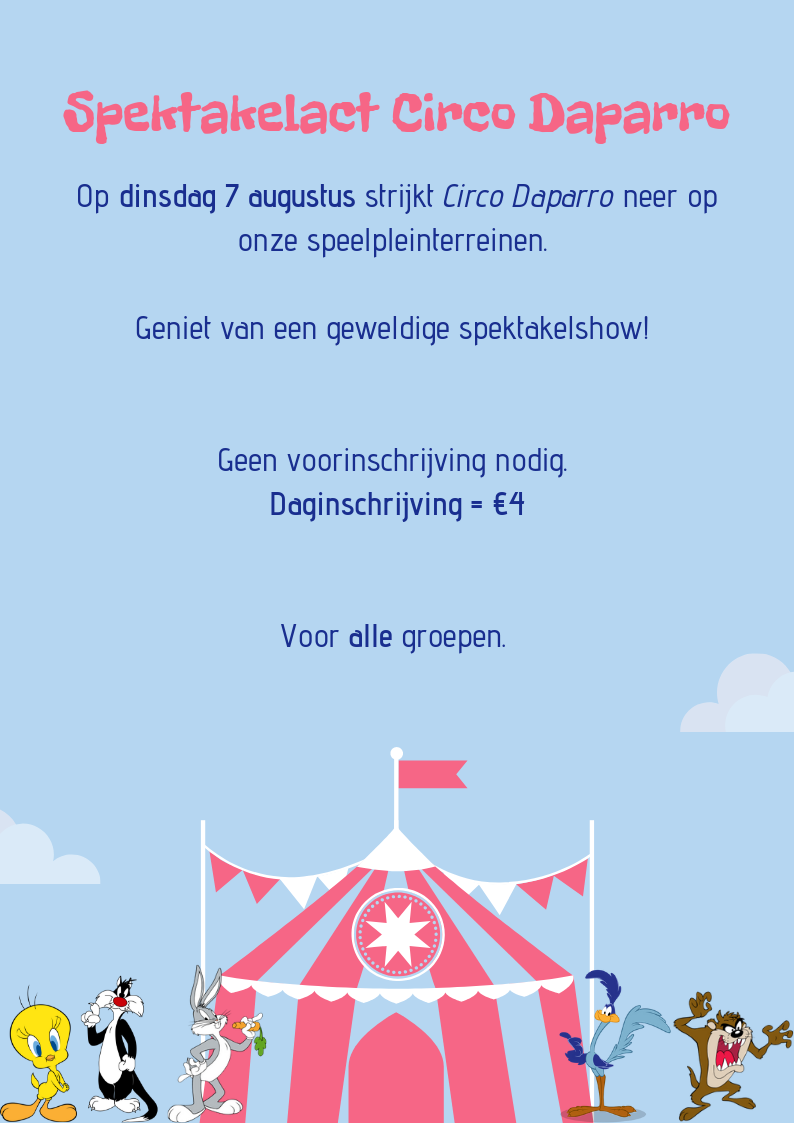 Spektakelact Circo Daparro
Op dinsdag 7 augustus strijkt Circo Daparro neer op
onze speelpleinterreinen.
Geniet van een geweldige spektakelshow!
Geen voorinschrijving nodig.
Daginschrijving = €4
Voor alle groepen.